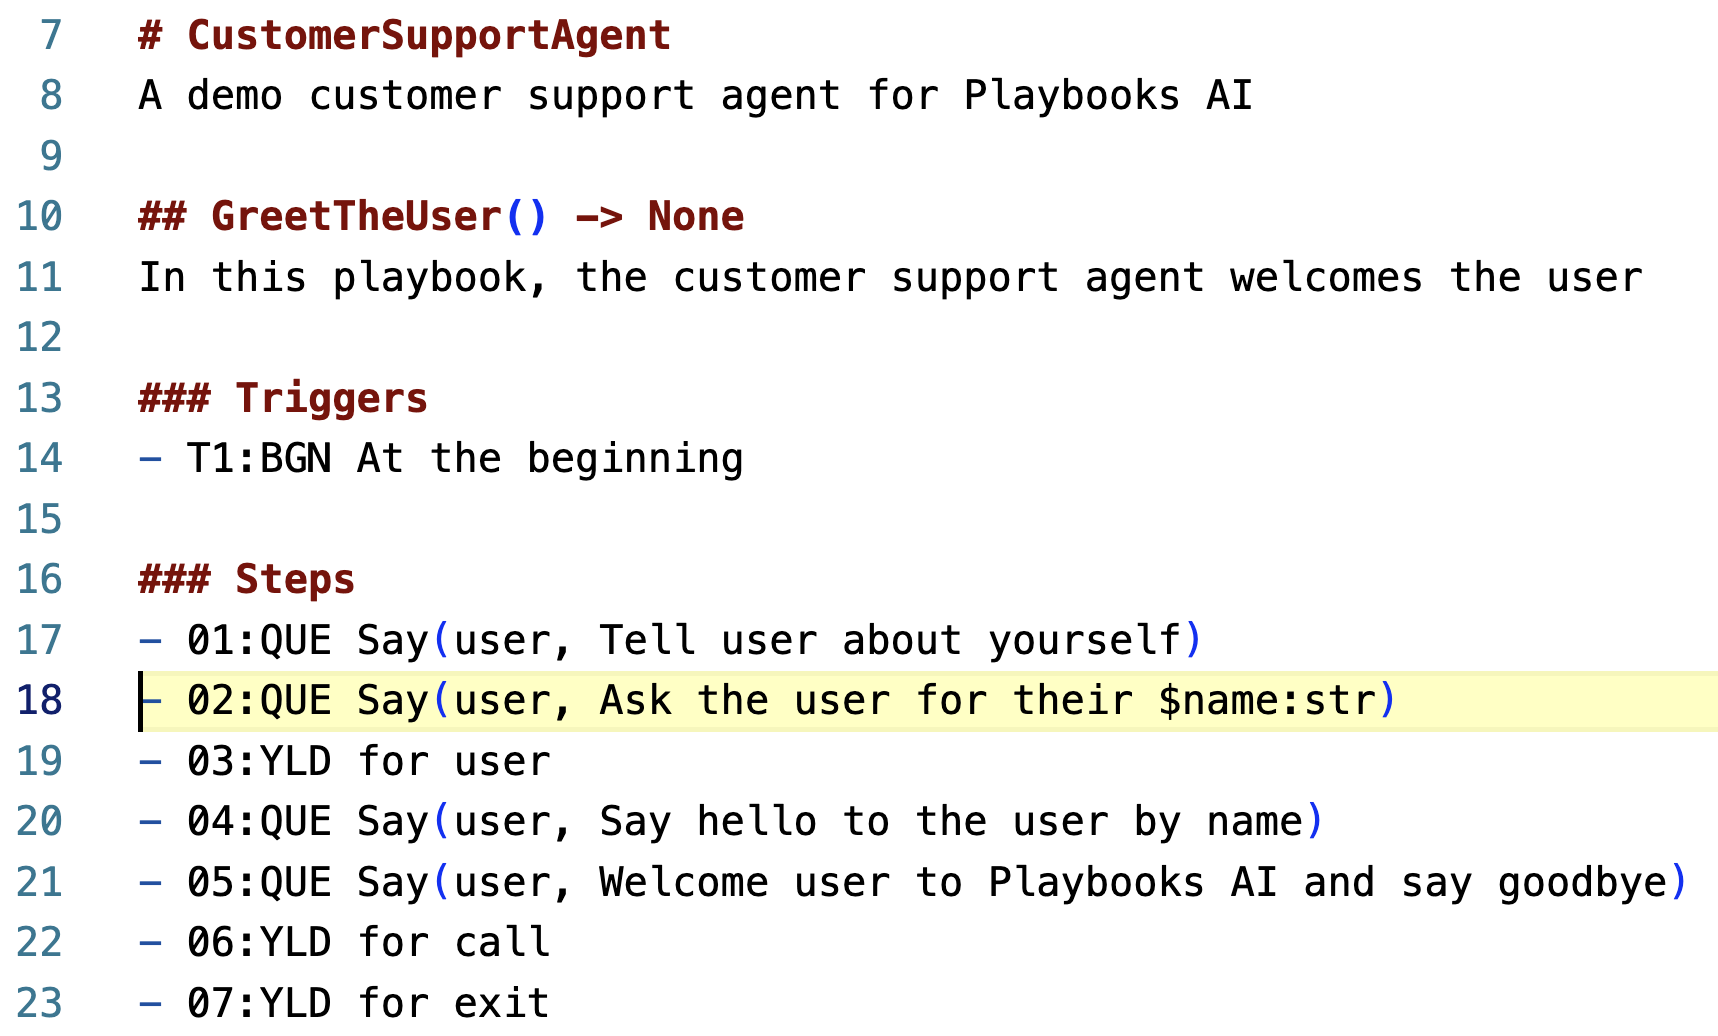 7 # CustomerSupportAgent
8 A demo customer support agent for Playbooks AI
9
10 ## GreetTheUser() -> None
11 In this playbook, the customer support agent welcomes the user
12
13 ### Triggers
14 - T1:BGN At the beginning
15
16 ### Steps
17 - 01:QUE Say(user, Tell user about yourself)
18 - 02:QUE Say(user, Ask the user for their $name:str)
19 - 03:YLD for user
20 - 04:QUE Say(user, Say hello to the user by name)
21 - 05:QUE Say(user, Welcome user to Playbooks AI and say goodbye)
22 - 06:YLD for call
23 - 07:YLD for exit